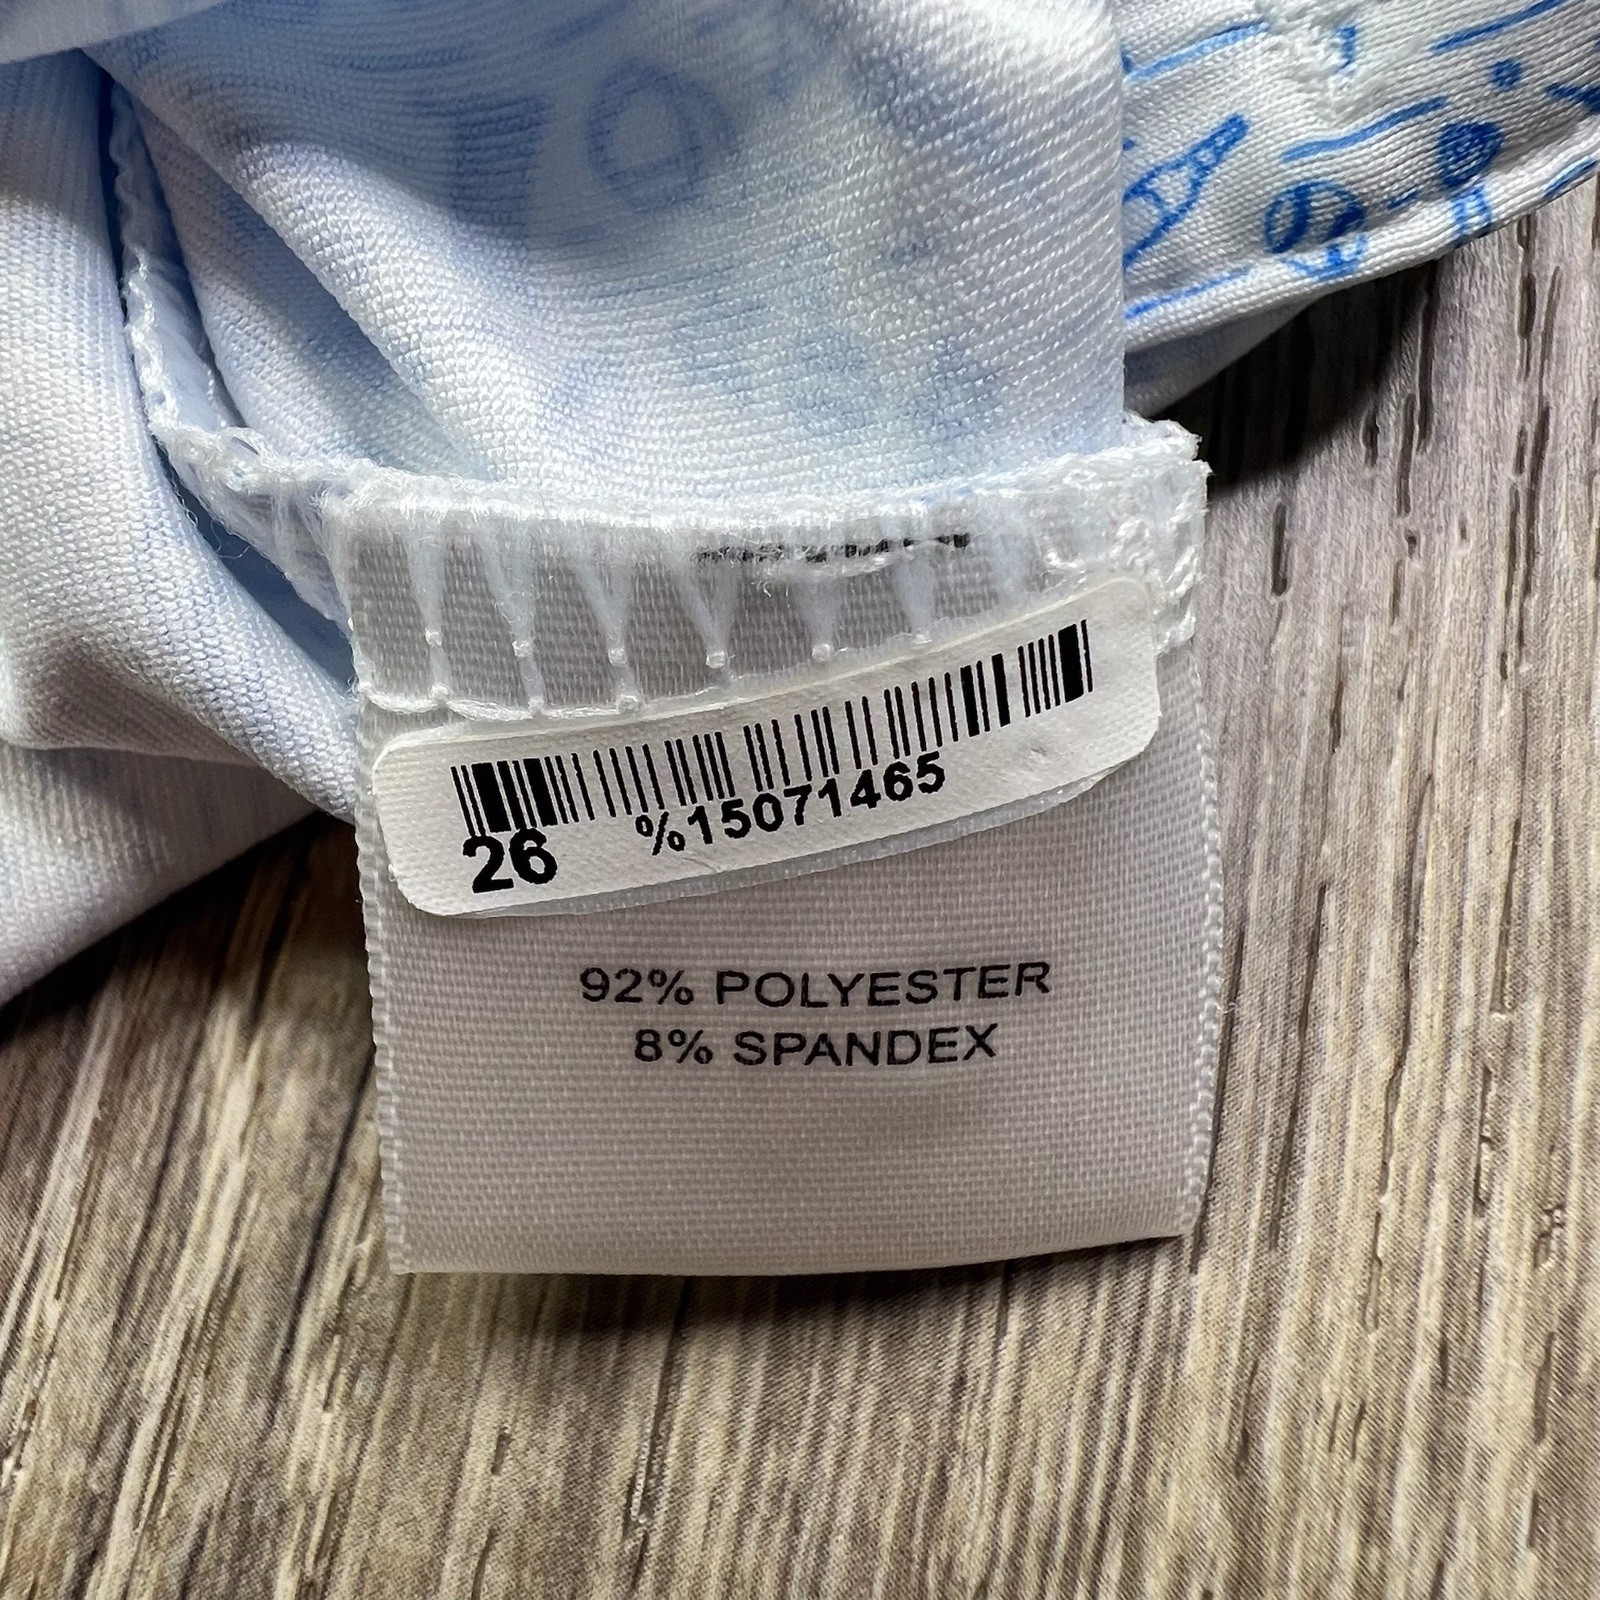 26 %15071465
92% POLYESTER
8% SPANDEX